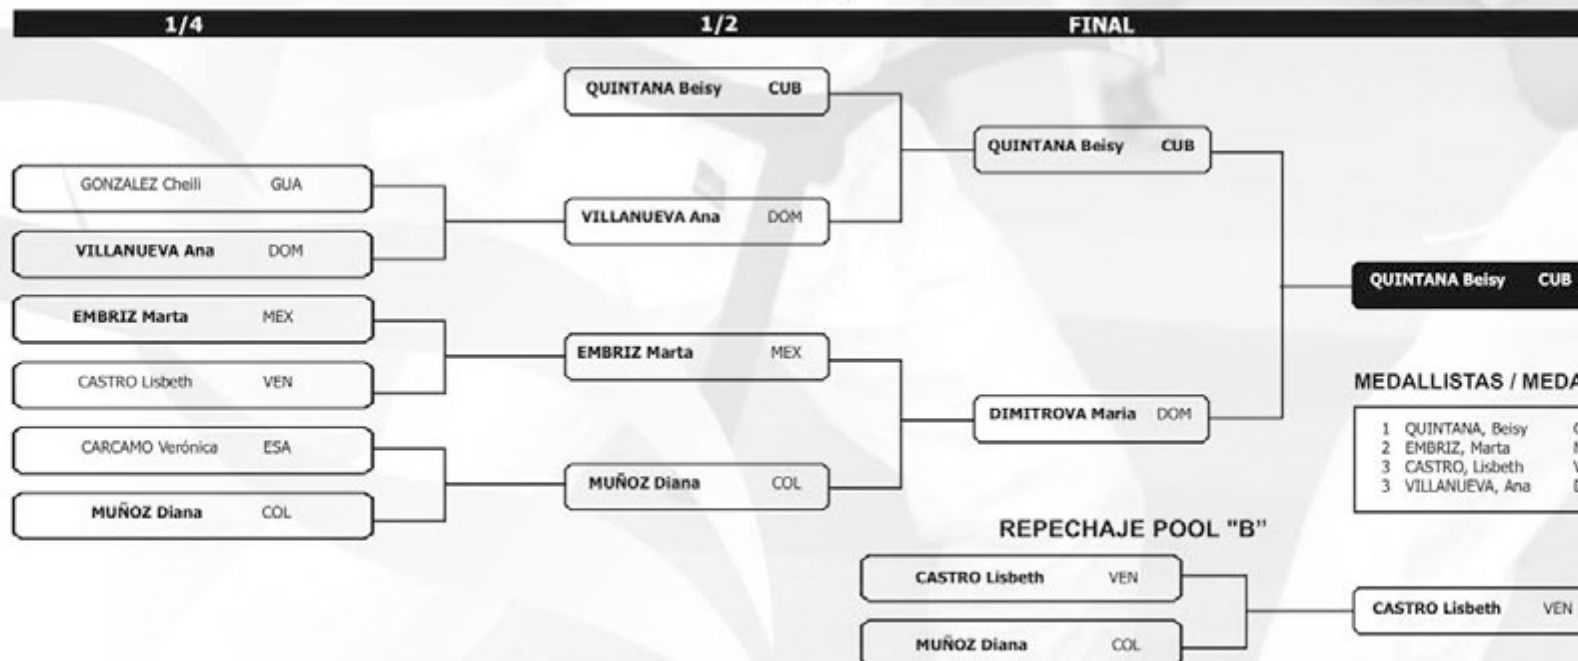 1/4 1/2 FINAL
QUINTANA Beisy CUB
QUINTANA Beisy CUB
GONZALEZ Cheili GUA
VILLANUEVA Ana DOM
VILLANUEVA Ana DOM
QUINTANA Beisy CUB
EMBRIZ Marta MEX
EMBRIZ Marta MEX
CASTRO Lisbeth VEN
MEDALLISTAS /
DIMITROVA Maria DOM
1 QUINTANA, Beisy
2 EMBRIZ, Marta
3 CASTRO, Lisbeth
3 VILLANUEVA, Ana
CARCAMO Verónica ESA
MUÑOZ Diana COL
MUÑOZ Diana COL
REPECHAJE POOL "B"
CASTRO Lisbeth VEN
CASTRO Lisbeth VEN
MUÑOZ Diana COL